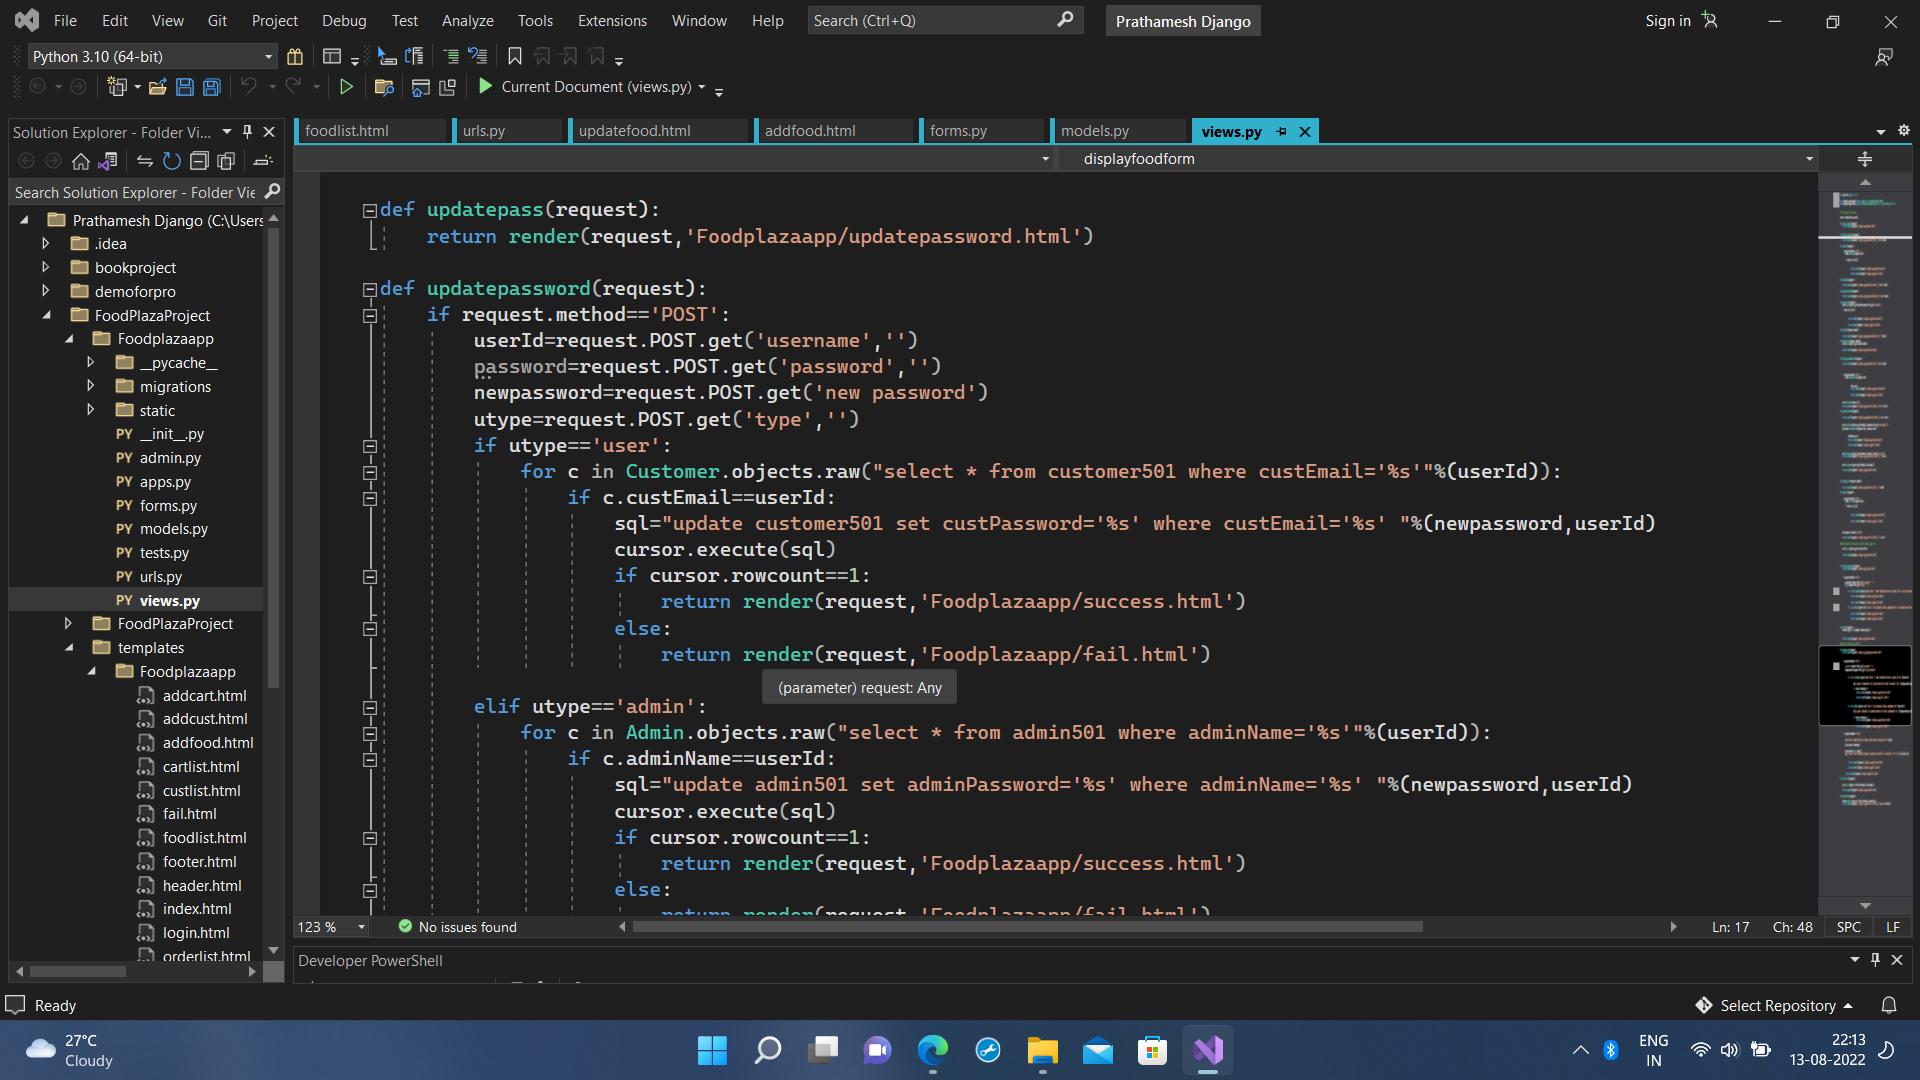 File Edit View Git Project Debug Test Analyze Tools Extensions Window Help Search (Ctrl+Q) Prathamesh Django Sign in
Python 3.10 (64-bit)
Current Document (views.py)
Solution Explorer - Folder Vi...
foodlist.html urls.py updatefood.html addfood.html forms.py models.py views.py
displayfoodform
Search Solution Explorer - Folder Vie
Prathamesh Django (C:\Users
.idea
bookproject
demoforpro
FoodPlazaProject
Foodplazaapp
__pycache__
migrations
static
PY __init__.py
PY admin.py
PY apps.py
PY forms.py
PY models.py
PY tests.py
PY urls.py
PY views.py
FoodPlazaProject
templates
Foodplazaapp
addcart.html
addcust.html
addfood.html
cartlist.html
custlist.html
fail.html
foodlist.html
footer.html
header.html
index.html
login.html
orderlist.html
def updatepass(request):
return render(request,'Foodplazaapp/updatepassword.html')
def updatepassword(request):
if request.method=='POST':
userId=request.POST.get('username','')
password=request.POST.get('password','')
newpassword=request.POST.get('new password')
utype=request.POST.get('type','')
if utype=='user':
for c in Customer.objects.raw("select * from customer501 where custEmail='%s'"%(userId)):
if c.custEmail==userId:
sql="update customer501 set custPassword='%s' where custEmail='%s' "%(newpassword,userId)
cursor.execute(sql)
if cursor.rowcount==1:
return render(request,'Foodplazaapp/success.html')
else:
return render(request,'Foodplazaapp/fail.html')
(parameter) request: Any
elif utype=='admin':
for c in Admin.objects.raw("select * from admin501 where adminName='%s'"%(userId)):
if c.adminName==userId:
sql="update admin501 set adminPassword='%s' where adminName='%s' "%(newpassword,userId)
cursor.execute(sql)
if cursor.rowcount==1:
return render(request,'Foodplazaapp/success.html')
else:
return render(request,'Foodplazaapp/fail.html')
123 % No issues found Ln: 17 Ch: 48 SPC LF
Developer PowerShell
Ready Select Repository
27°C
Cloudy
ENG
IN
22:13
13-08-2022